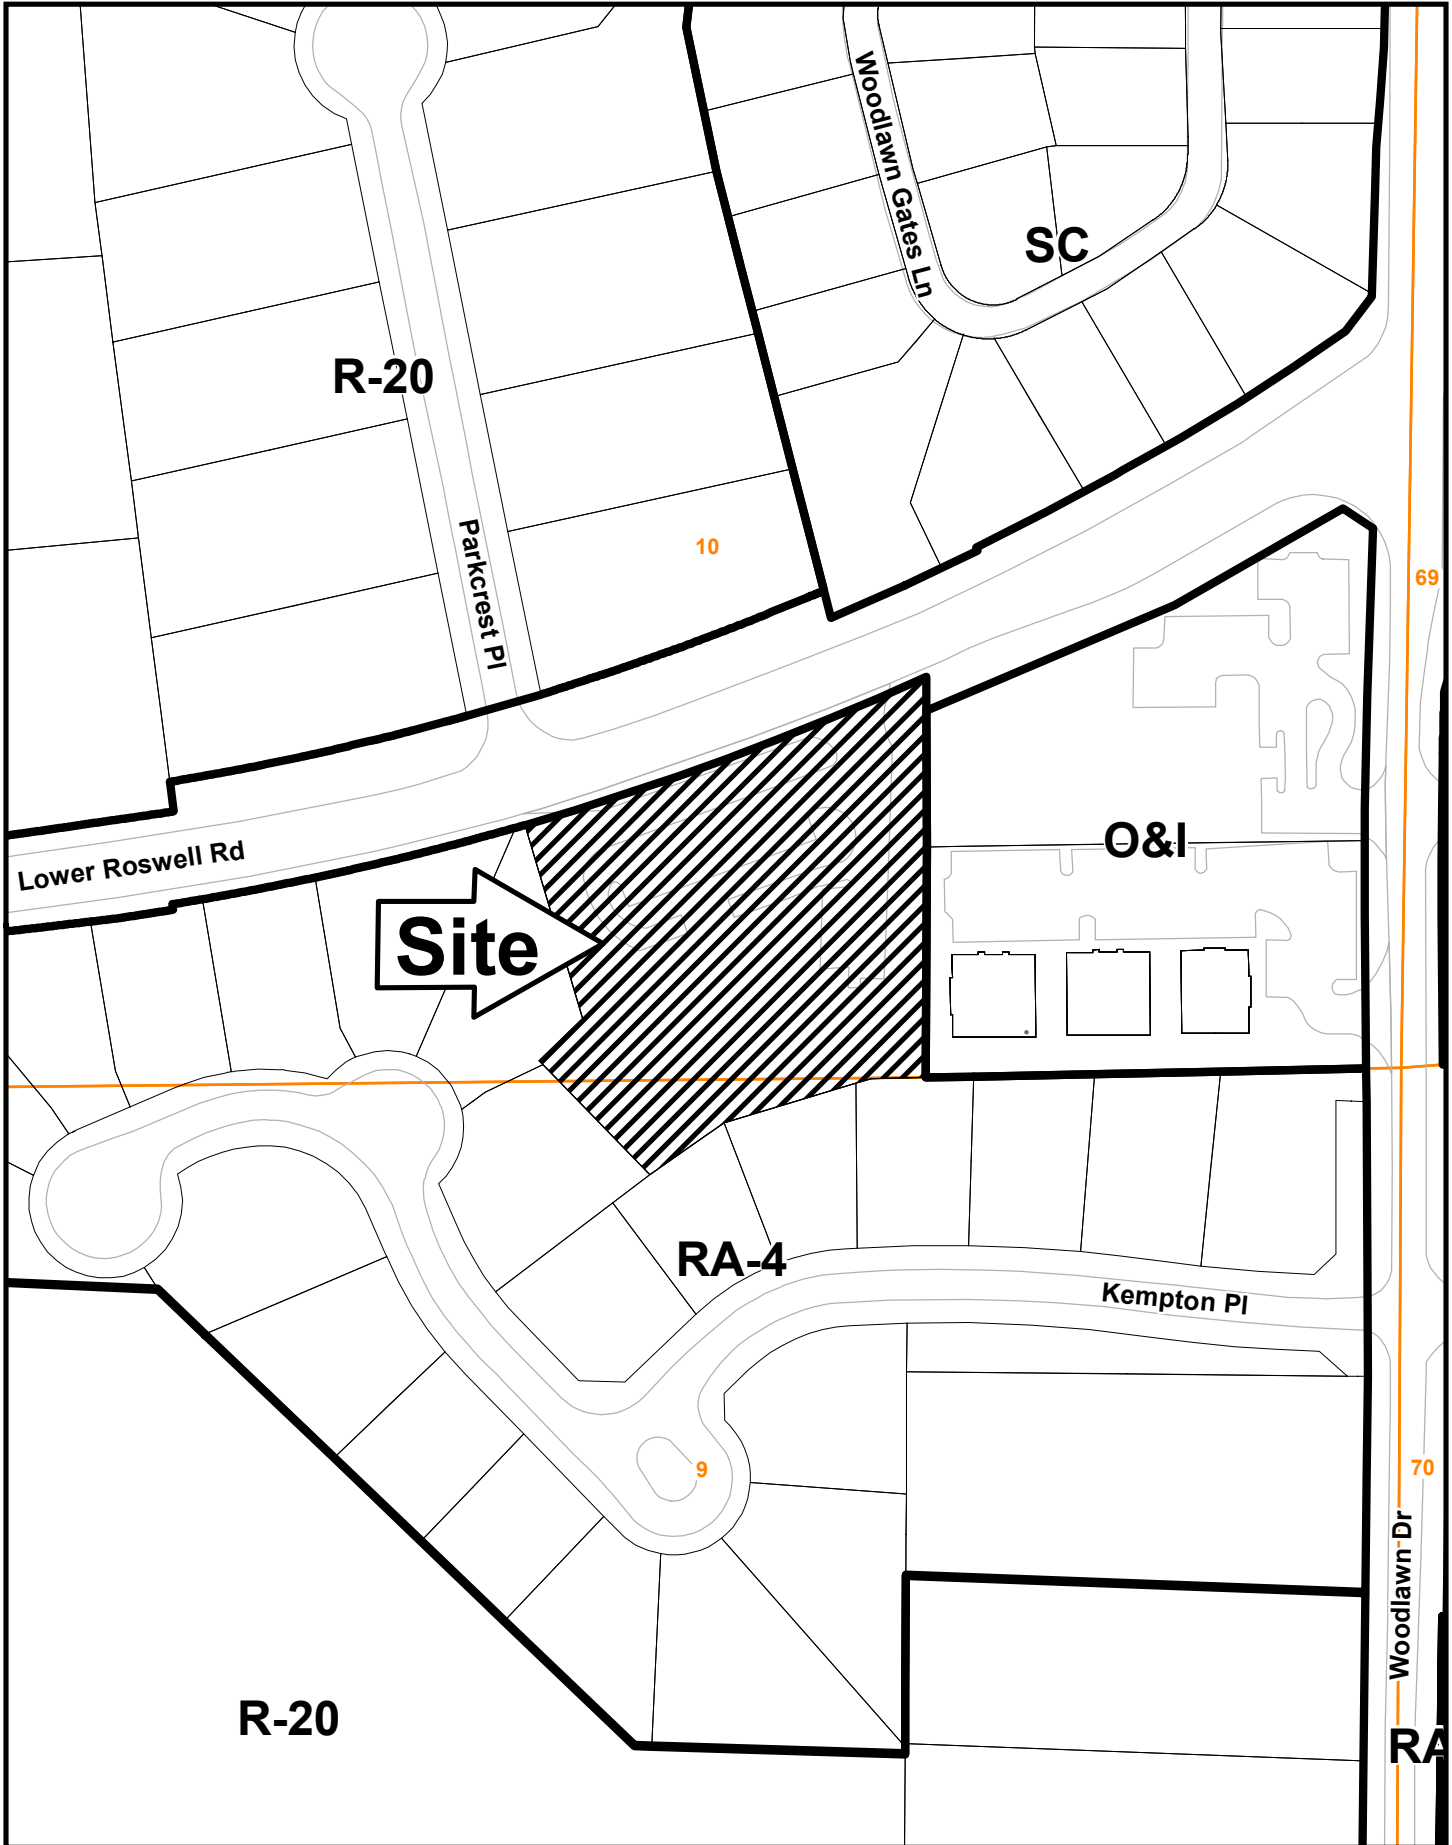 Woodlawn Gates Ln
SC
R-20
10
Parkcrest Pl
69
O&I
Lower Roswell Rd
Site
RA-4
Kempton Pl
9
70
Woodlawn Dr
R-20
RA